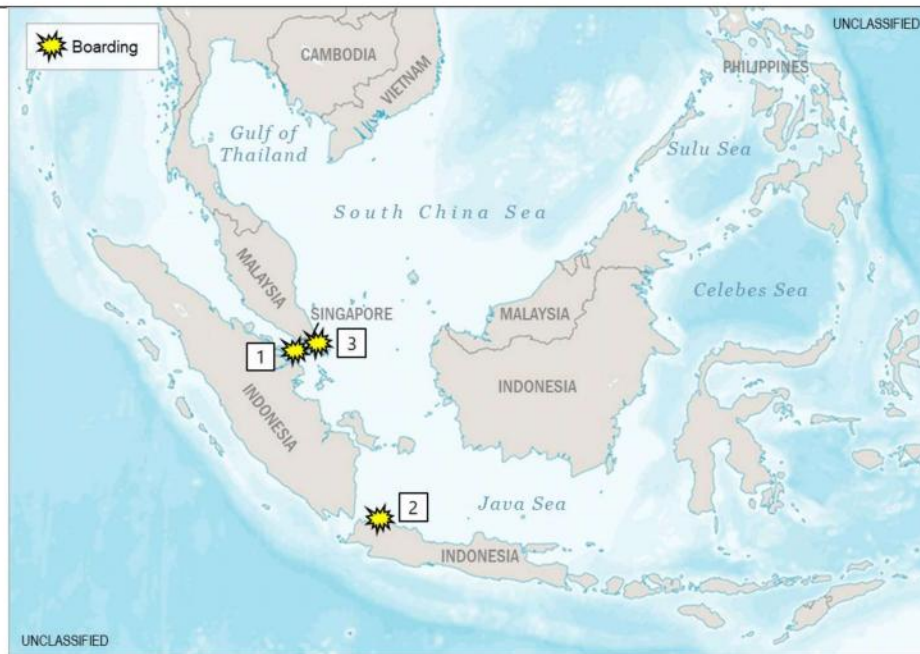 UNCLASSIFIED
Boarding
CAMBODIA
VIETNAM
PHILIPPINES
Gulf of
Thailand
Sulu Sea
South China Sea
MALAYSIA
SINGAPORE
Celebes Sea
MALAYSIA
1
3
INDONESIA
INDONESIA
2
Java Sea
INDONESIA
UNCLASSIFIED